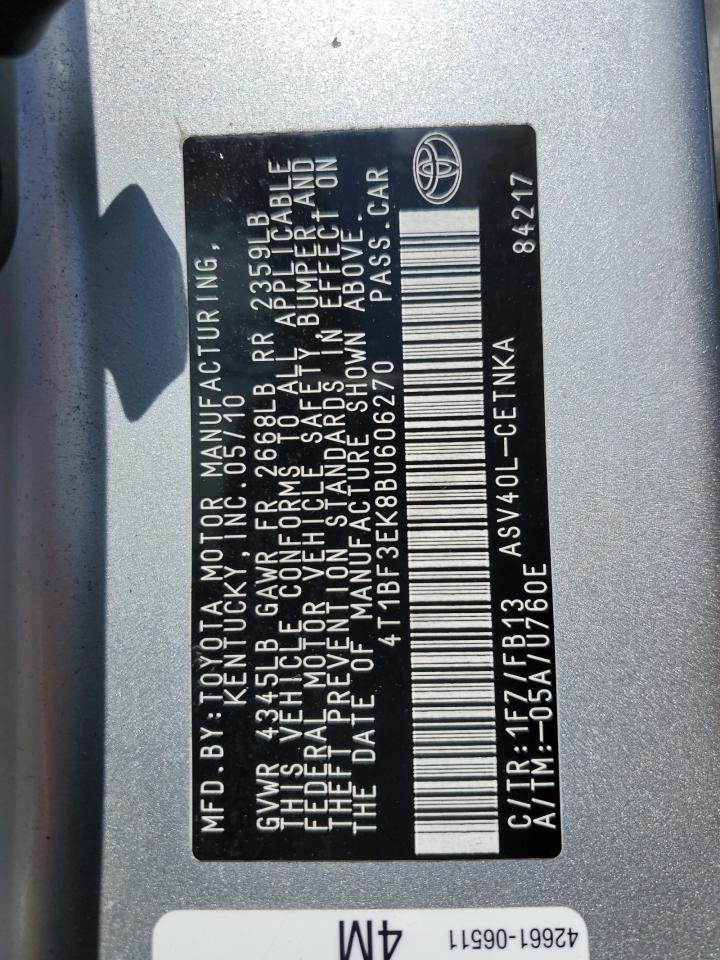 MFD.BY:TOYOTA MOTOR MANUFACTURING,
KENTUCKY,INC.05/10
GVWR 4345LB GAWR FR 2668LB RR 2359LB
THIS VEHICLE CONFORMS TO ALL APPLICABLE
FEDERAL MOTOR VEHICLE SAFETY, BUMPER,AND
THEFT PREVENTION STANDARDS IN EFFECT ON
THE DATE OF MANUFACTURE SHOWN ABOVE.
4T1BF3EK8BU606270 PASS.CAR
84217
C/TR:1F7/FB13 ASV40L-CETNKA
A/TM:-05A/U760E
4M
42661-06511